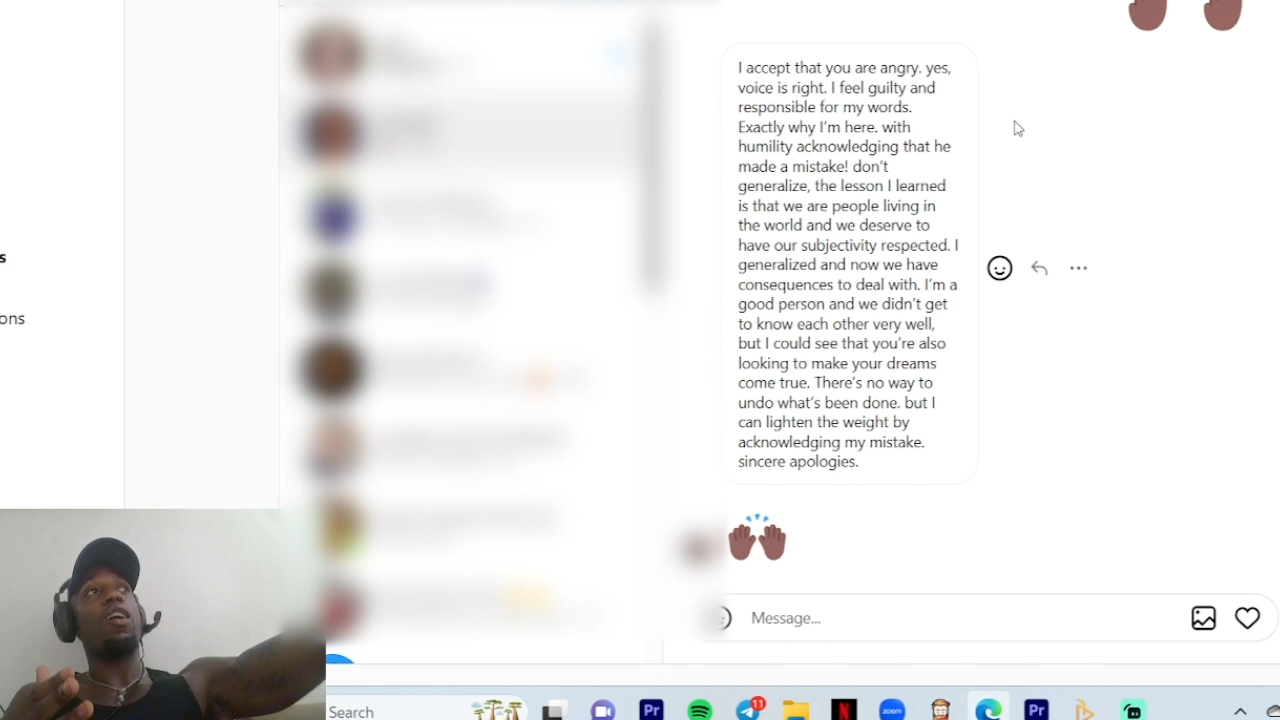 I accept that you are angry. yes,
voice is right. I feel guilty and
responsible for my words.
Exactly why I'm here. with
humility acknowledging that he
made a mistake! don't
generalize, the lesson I learned
is that we are people living in
the world and we deserve to
have our subjectivity respected. I
generalized and now we have
consequences to deal with. I'm a
good person and we didn't get
to know each other very well,
but I could see that you're also
looking to make your dreams
come true. There's no way to
undo what's been done. but I
can lighten the weight by
acknowledging my mistake.
sincere apologies.
s
ons
Message...
Search
Pr
11
N
zoom
Pr